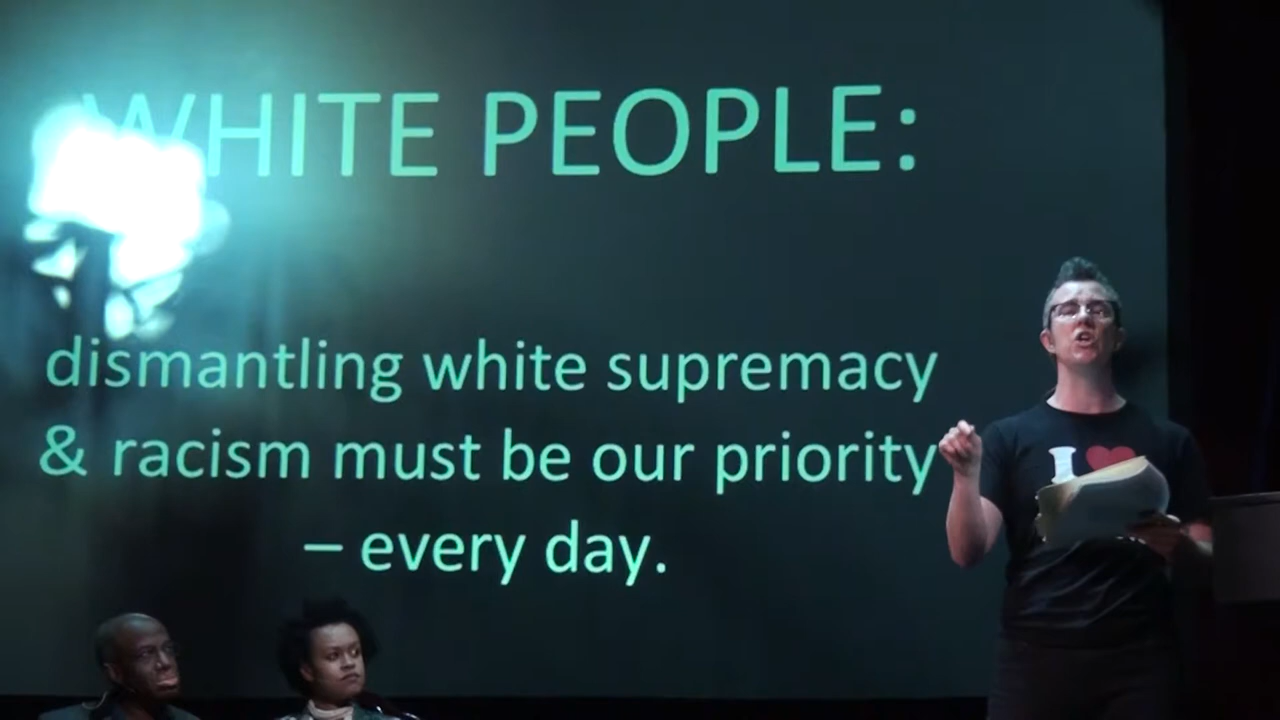 WHITE PEOPLE:
dismantling white supremacy
& racism must be our priority
– every day.
I